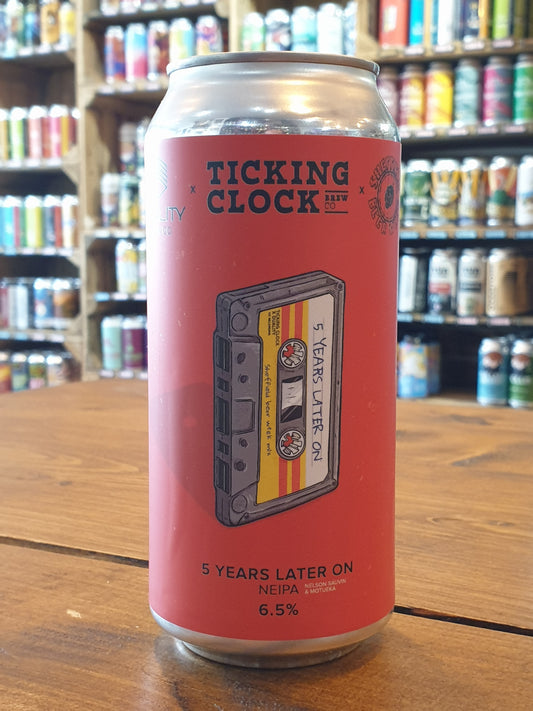 x TICKING x
CLOCK BREW
CO
5 YEARS LATER ON
Sheffield beer week mix
5 YEARS LATER ON
NEIPA NELSON SAUVIN
& MOTUEKA
6.5%